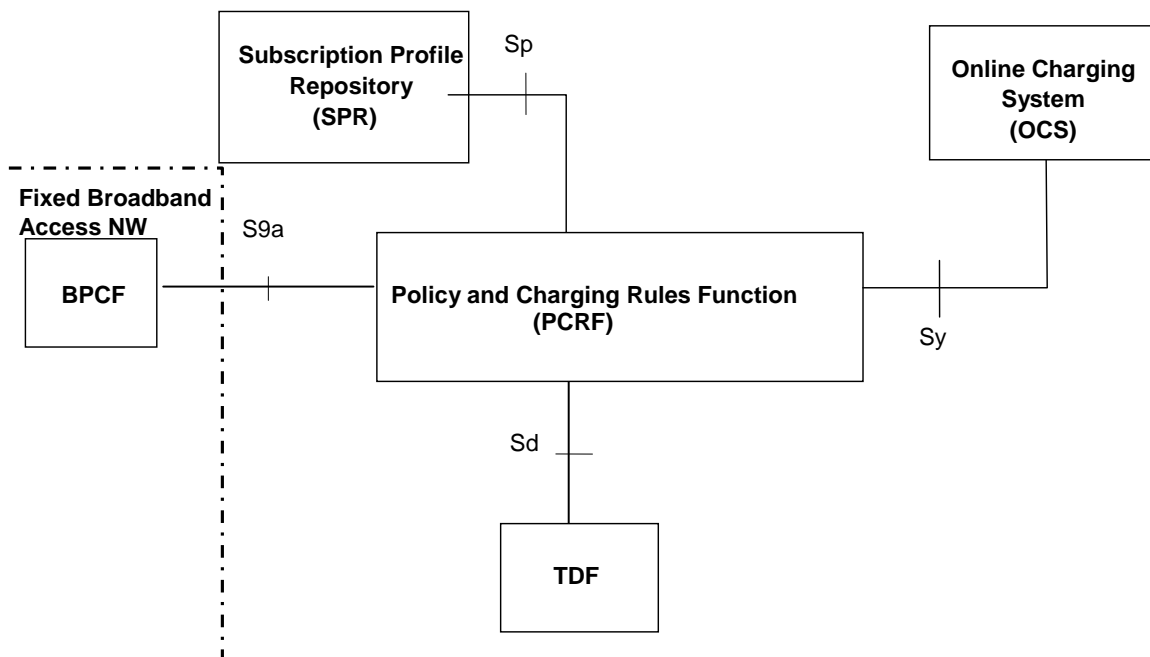 Subscription Profile
Repository
(SPR)
Sp
Online Charging
System
(OCS)
Fixed Broadband
Access NW
S9a
BPCF
Policy and Charging Rules Function
(PCRF)
Sy
Sd
TDF